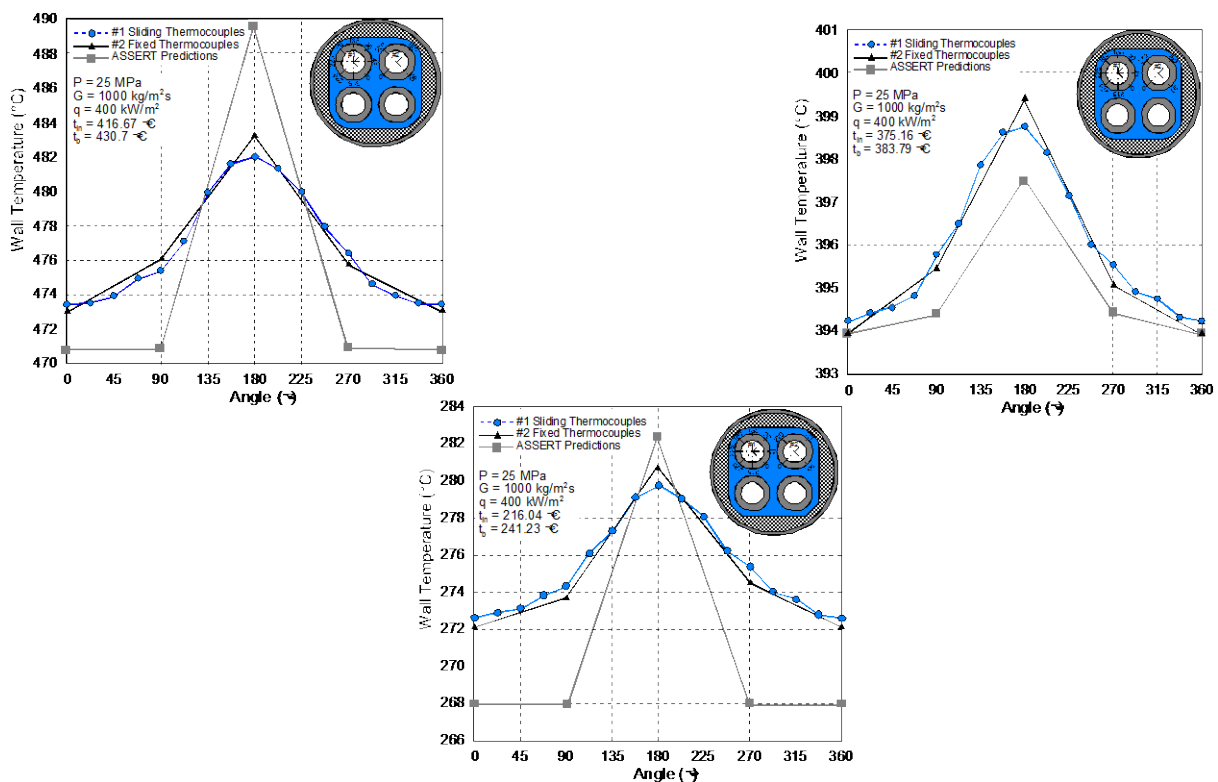 490
488
486
484
482
480
478
476
474
472
470
Wall Temperature (°C)
#1 Sliding Thermocouples
#2 Fixed Thermocouples
ASSERT Predictions
P = 25 MPa
G = 1000 kg/m²s
q = 400 kW/m²
t_in = 416.67 ¬€
t_b = 430.7 ¬€
0 45 90 135 180 225 270 315 360
Angle (¬)
401
400
399
398
397
396
395
394
393
Wall Temperature (°C)
#1 Sliding Thermocouples
#2 Fixed Thermocouples
ASSERT Predictions
P = 25 MPa
G = 1000 kg/m²s
q = 400 kW/m²
t_in = 375.16 ¬€
t_b = 383.79 ¬€
0 45 90 135 180 225 270 315 360
Angle (¬)
284
282
280
278
276
274
272
270
268
266
Wall Temperature (°C)
#1 Sliding Thermocouples
#2 Fixed Thermocouples
ASSERT Predictions
P = 25 MPa
G = 1000 kg/m²s
q = 400 kW/m²
t_in = 216.04 ¬€
t_b = 241.23 ¬€
0 45 90 135 180 225 270 315 360
Angle (¬)